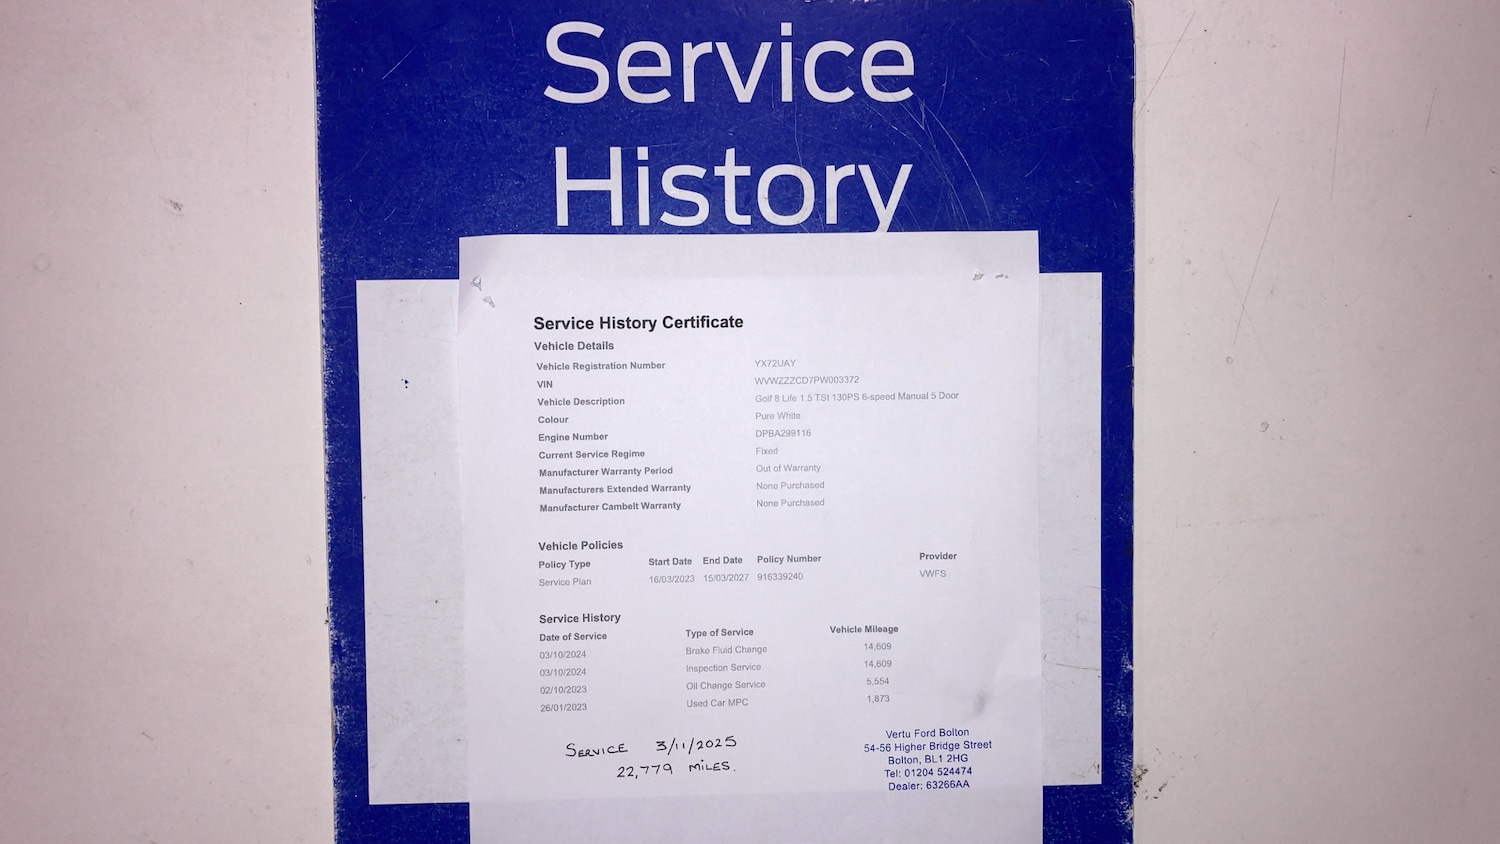 Service
History
Service History Certificate
Vehicle Details
Vehicle Registration Number YX72UAY
VIN WVWZZZCD7PW003372
Vehicle Description Golf 8 Life 1.5 TSI 130PS 6-speed Manual 5 Door
Colour Pure White
Engine Number DPBA299116
Current Service Regime Fixed
Manufacturer Warranty Period Out of Warranty
Manufacturers Extended Warranty None Purchased
Manufacturer Cambelt Warranty None Purchased
Vehicle Policies
Policy Type Start Date End Date Policy Number Provider
Service Plan 16/03/2023 15/03/2027 916339240 VWFS
Service History
Date of Service Type of Service Vehicle Mileage
03/10/2024 Brake Fluid Change 14,609
03/10/2024 Inspection Service 14,609
02/10/2023 Oil Change Service 5,554
26/01/2023 Used Car MPC 1,873
SERVICE 3/11/2025
22,779 MILES.
Vertu Ford Bolton
54-56 Higher Bridge Street
Bolton, BL1 2HG
Tel: 01204 524474
Dealer: 63266AA